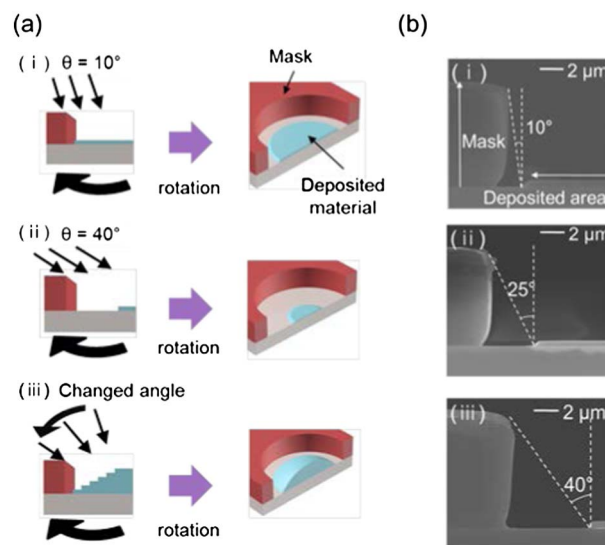 (a)
(i) θ = 10°
Mask
rotation
Deposited
material
(ii) θ = 40°
rotation
(iii) Changed angle
rotation
(b)
(i)
2 μm
10°
Mask
Deposited area
(ii)
2 μm
25°
(iii)
2 μm
40°